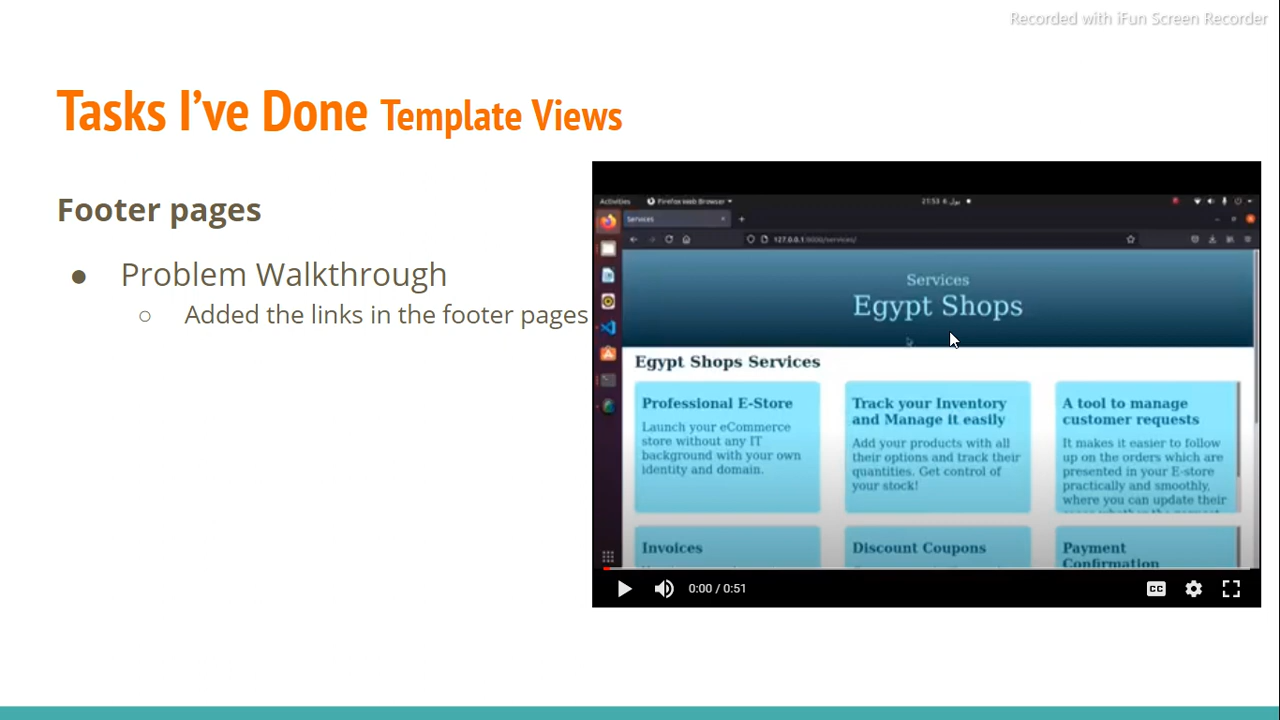 Recorded with iFun Screen Recorder
Tasks I've Done Template Views
Footer pages
● Problem Walkthrough
○ Added the links in the footer pages
Activities
Firefox Web Browser
21:53
Services
127.0.0.1:8000/services/
Services
Egypt Shops
Egypt Shops Services
Professional E-Store
Launch your eCommerce
store without any IT
background with your own
identity and domain.
Track your Inventory
and Manage it easily
Add your products with all
their options and track their
quantities. Get control of
your stock!
A tool to manage
customer requests
It makes it easier to follow
up on the orders which are
presented in your E-store
practically and smoothly,
where you can update their
Invoices
Discount Coupons
Payment
Confirmation
0:00 / 0:51
CC